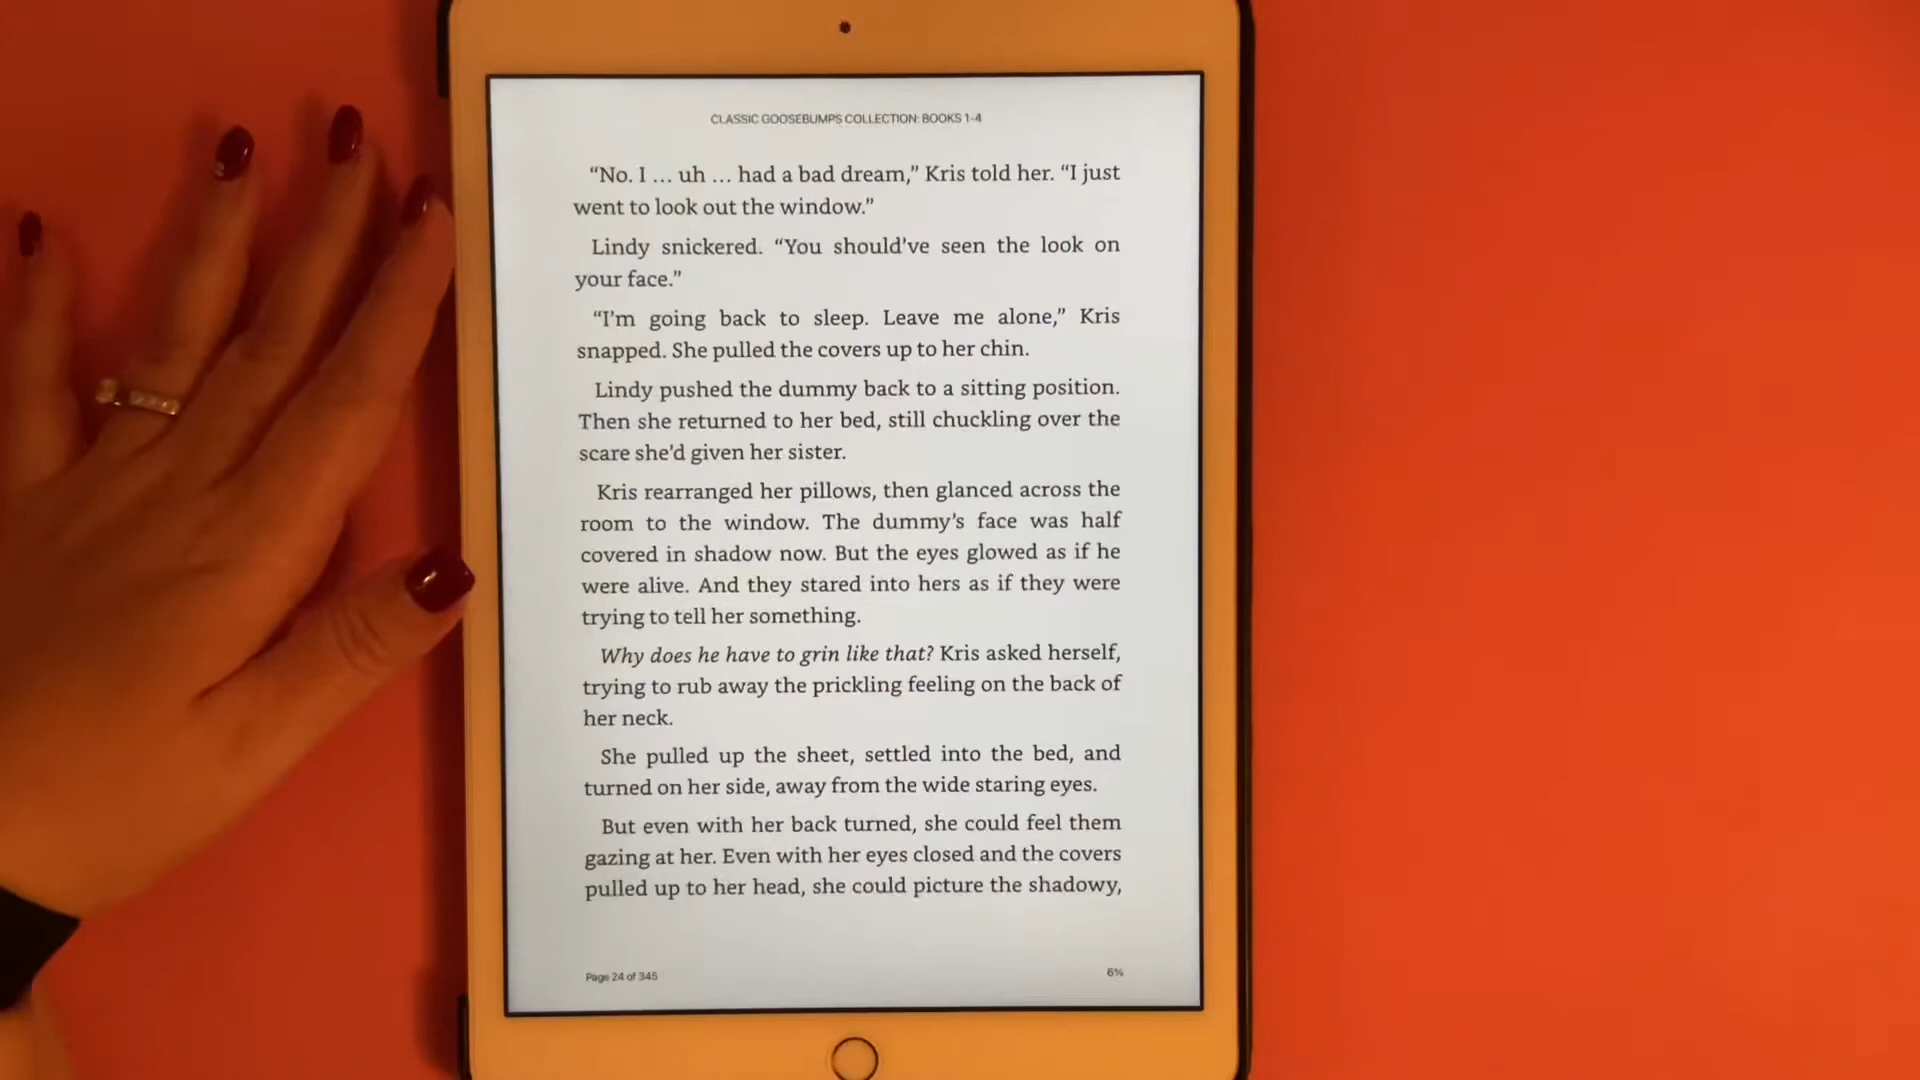 CLASSIC GOOSEBUMPS COLLECTION: BOOKS 1-4
“No. I ... uh ... had a bad dream,” Kris told her. “I just
went to look out the window.”
Lindy snickered. “You should’ve seen the look on
your face.”
“I’m going back to sleep. Leave me alone,” Kris
snapped. She pulled the covers up to her chin.
Lindy pushed the dummy back to a sitting position.
Then she returned to her bed, still chuckling over the
scare she’d given her sister.
Kris rearranged her pillows, then glanced across the
room to the window. The dummy’s face was half
covered in shadow now. But the eyes glowed as if he
were alive. And they stared into hers as if they were
trying to tell her something.
Why does he have to grin like that? Kris asked herself,
trying to rub away the prickling feeling on the back of
her neck.
She pulled up the sheet, settled into the bed, and
turned on her side, away from the wide staring eyes.
But even with her back turned, she could feel them
gazing at her. Even with her eyes closed and the covers
pulled up to her head, she could picture the shadowy,
Page 24 of 345
6%